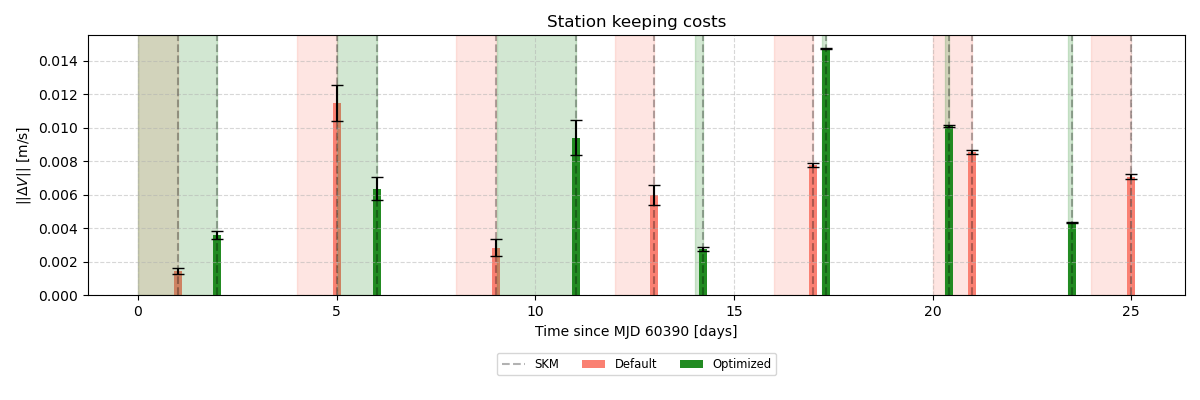 Station keeping costs
||ΔV|| [m/s]
0.014
0.012
0.010
0.008
0.006
0.004
0.002
0.000
0 5 10 15 20 25
Time since MJD 60390 [days]
SKM Default Optimized